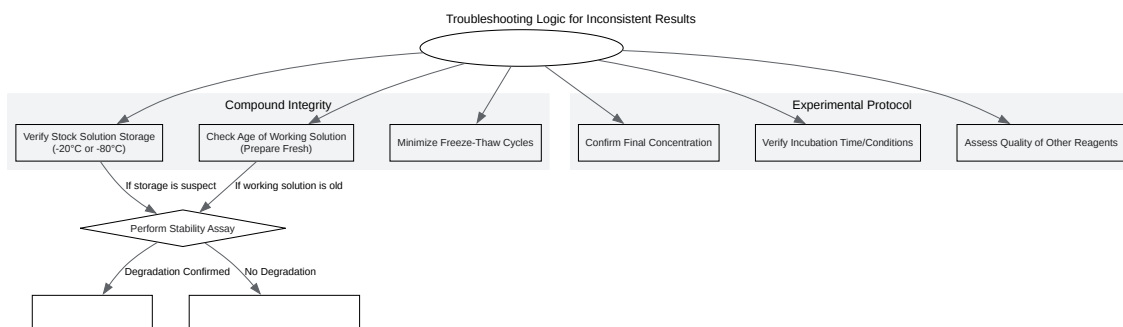 Troubleshooting Logic for Inconsistent Results
Compound Integrity
Experimental Protocol
Verify Stock Solution Storage
(-20°C or -80°C)
Check Age of Working Solution
(Prepare Fresh)
Minimize Freeze-Thaw Cycles
Confirm Final Concentration
Verify Incubation Time/Conditions
Assess Quality of Other Reagents
If storage is suspect
If working solution is old
Perform Stability Assay
Degradation Confirmed
No Degradation